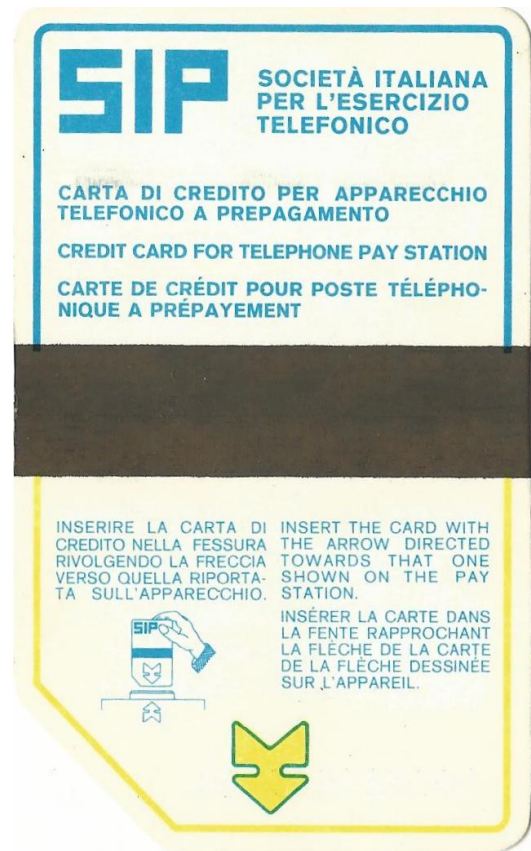 SIP
SOCIETÀ ITALIANA
PER L'ESERCIZIO
TELEFONICO
CARTA DI CREDITO PER APPARECCHIO
TELEFONICO A PREPAGAMENTO
CREDIT CARD FOR TELEPHONE PAY STATION
CARTE DE CRÉDIT POUR POSTE TÉLÉPHO-
NIQUE A PRÉPAYEMENT
INSERIRE LA CARTA DI
CREDITO NELLA FESSURA
RIVOLGENDO LA FRECCIA
VERSO QUELLA RIPORTA-
TA SULL'APPARECCHIO.
SIP
INSERT THE CARD WITH
THE ARROW DIRECTED
TOWARDS THAT ONE
SHOWN ON THE PAY
STATION.
INSÉRER LA CARTE DANS
LA FENTE RAPPROCHANT
LA FLÈCHE DE LA CARTE
DE LA FLÈCHE DESSINÉE
SUR L'APPAREIL.